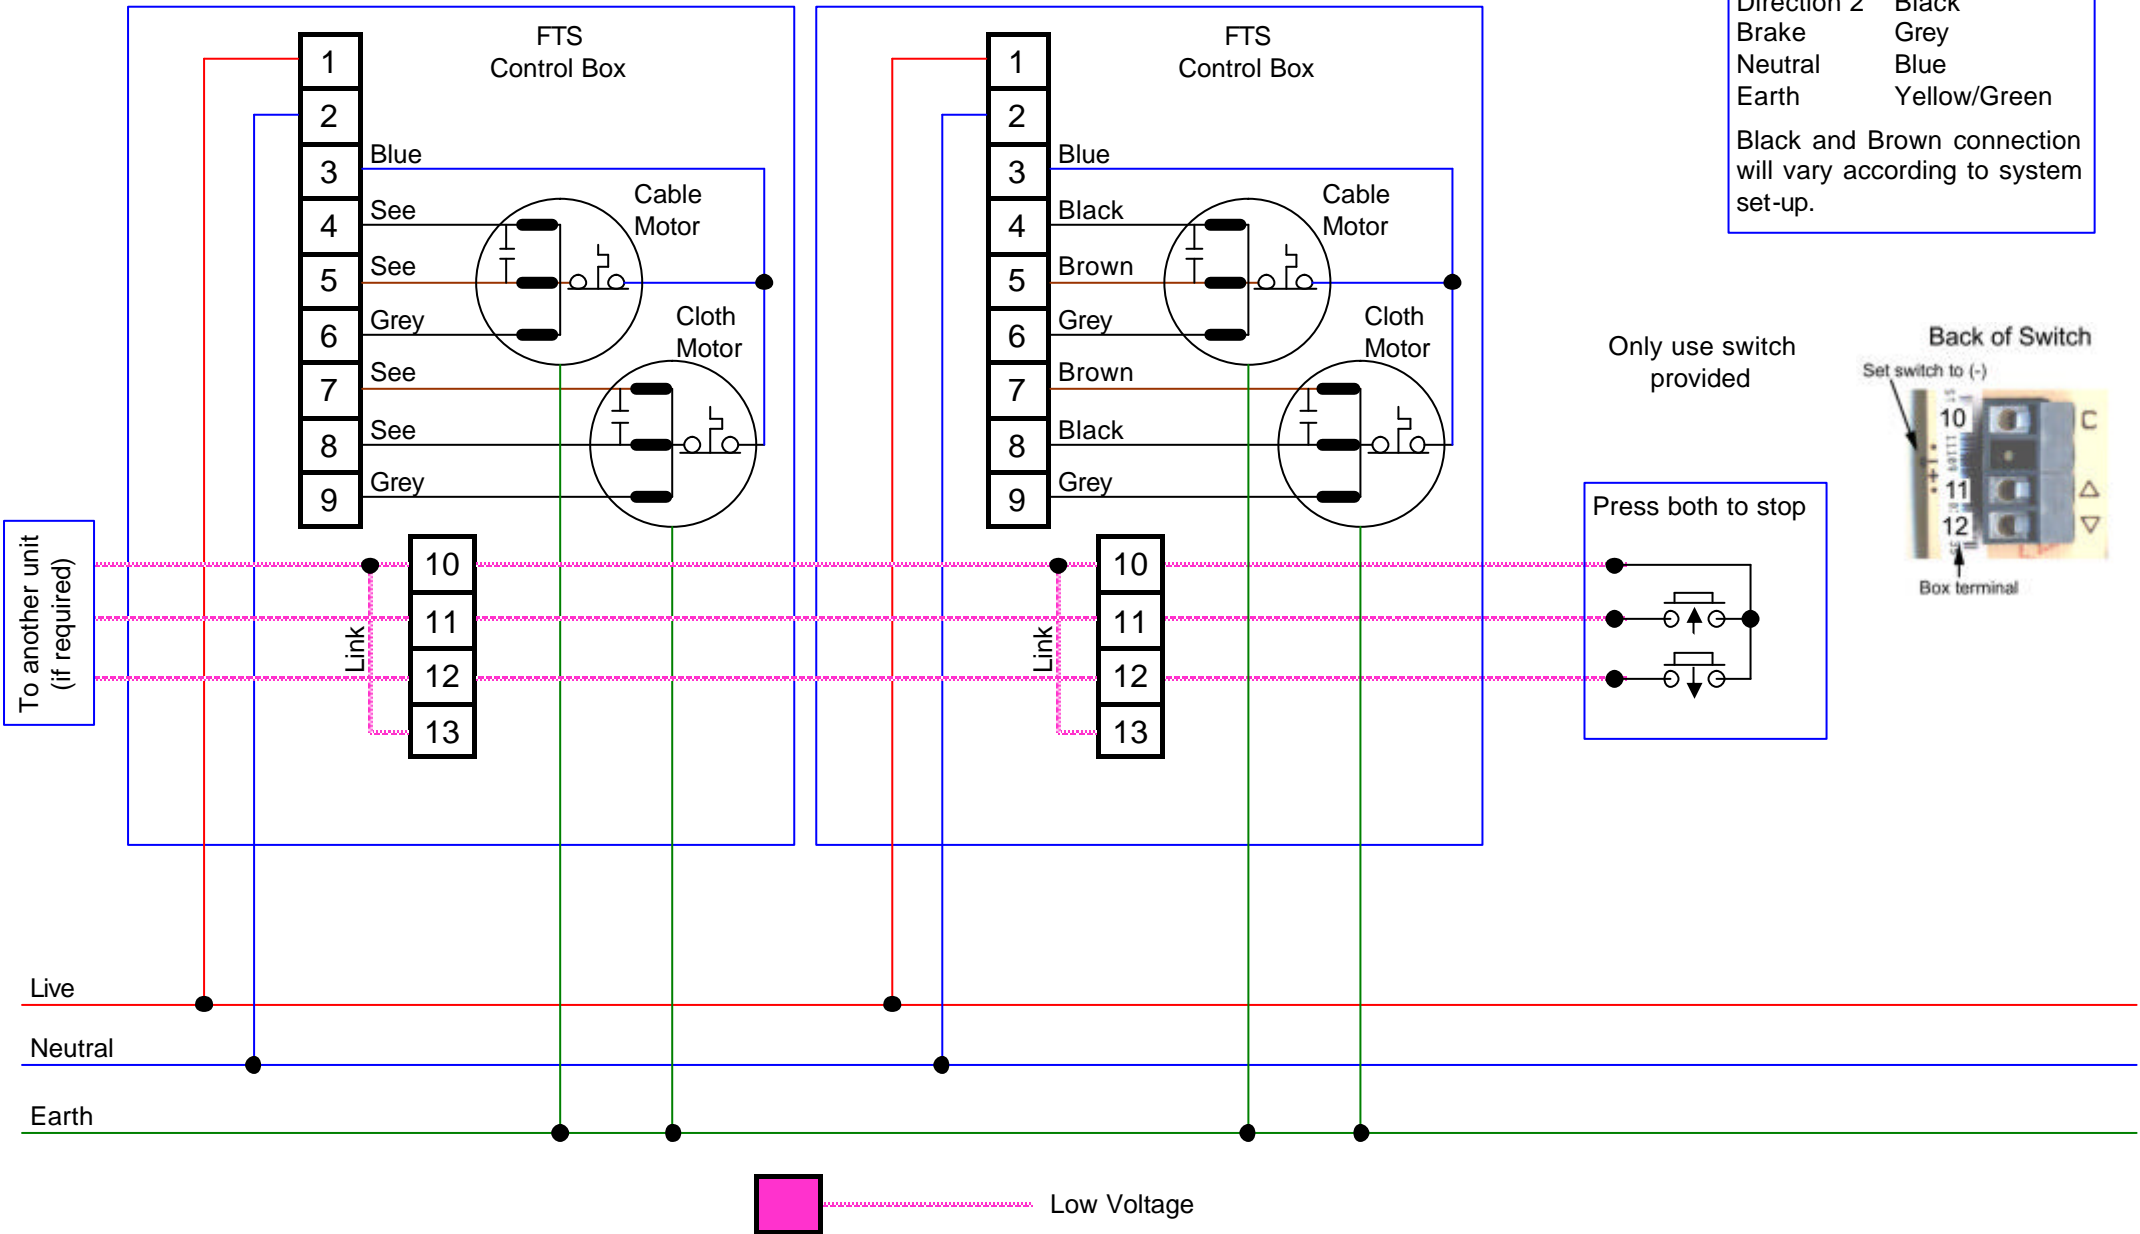 FTS
Control Box
1
2
3
4
5
6
7
8
9
Blue
See
See
Grey
See
See
Grey
Cable
Motor
Cloth
Motor
10
11
12
13
Link
To another unit
(if required)
FTS
Control Box
1
2
3
4
5
6
7
8
9
Blue
Black
Brown
Grey
Brown
Black
Grey
Cable
Motor
Cloth
Motor
10
11
12
13
Link
Direction 2 Black
Brake Grey
Neutral Blue
Earth Yellow/Green
Black and Brown connection
will vary according to system
set-up.
Only use switch
provided
Back of Switch
Set switch to (-)
10
11
12
C
Box terminal
Press both to stop
Live
Neutral
Earth
Low Voltage